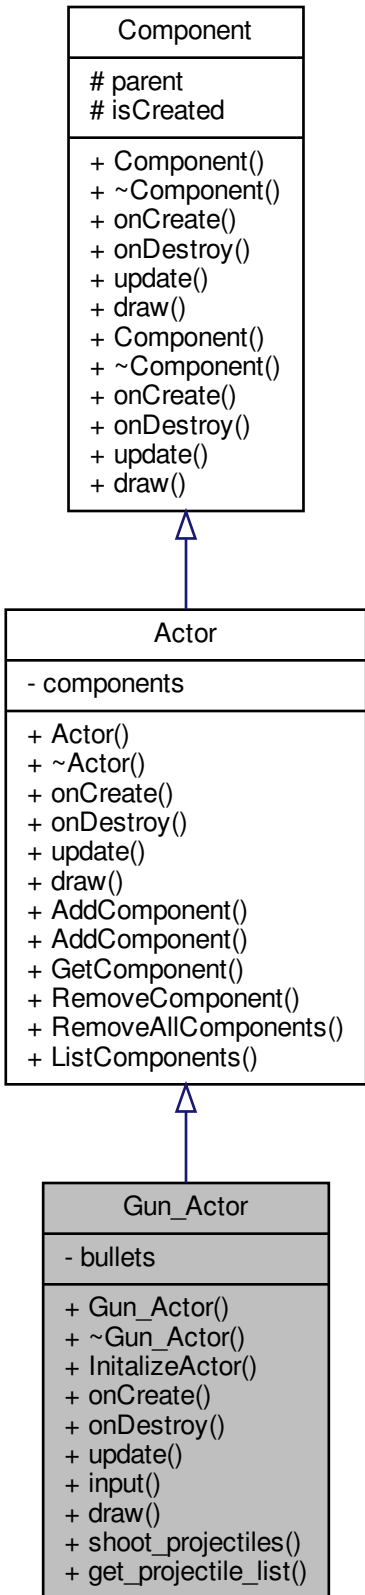 Component
# parent
# isCreated
+ Component()
+ ~Component()
+ onCreate()
+ onDestroy()
+ update()
+ draw()
+ Component()
+ ~Component()
+ onCreate()
+ onDestroy()
+ update()
+ draw()
Actor
- components
+ Actor()
+ ~Actor()
+ onCreate()
+ onDestroy()
+ update()
+ draw()
+ AddComponent()
+ AddComponent()
+ GetComponent()
+ RemoveComponent()
+ RemoveAllComponents()
+ ListComponents()
Gun_Actor
- bullets
+ Gun_Actor()
+ ~Gun_Actor()
+ InitalizeActor()
+ onCreate()
+ onDestroy()
+ update()
+ input()
+ draw()
+ shoot_projectiles()
+ get_projectile_list()